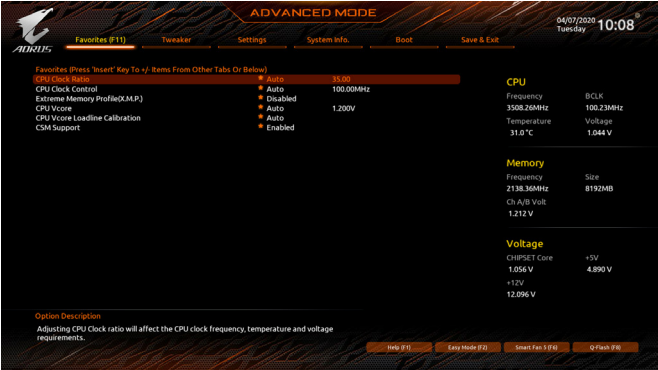 ADVANCED MODE
AORUS
04/07/2020
Tuesday
10:08
Favorites (F11) Tweaker Settings System Info. Boot Save & Exit
Favorites (Press 'Insert' Key To +/- Items From Other Tabs Or Below)
CPU Clock Ratio * Auto 35.00
CPU Clock Control * Auto 100.00MHz
Extreme Memory Profile(X.M.P.) * Disabled
CPU Vcore * Auto 1.200V
CPU Vcore Loadline Calibration * Auto
CSM Support * Enabled
CPU
Frequency BCLK
3508.26MHz 100.23MHz
Temperature Voltage
31.0°C 1.044 V
Memory
Frequency Size
2138.36MHz 8192MB
Ch A/B Volt
1.212 V
Voltage
CHIPSET Core +5V
1.056 V 4.890 V
+12V
12.096 V
Option Description
Adjusting CPU Clock ratio will affect the CPU clock frequency, temperature and voltage
requirements.
Help (F1) Easy Mode (F2) Smart Fan 5 (F6) Q-Flash (F8)